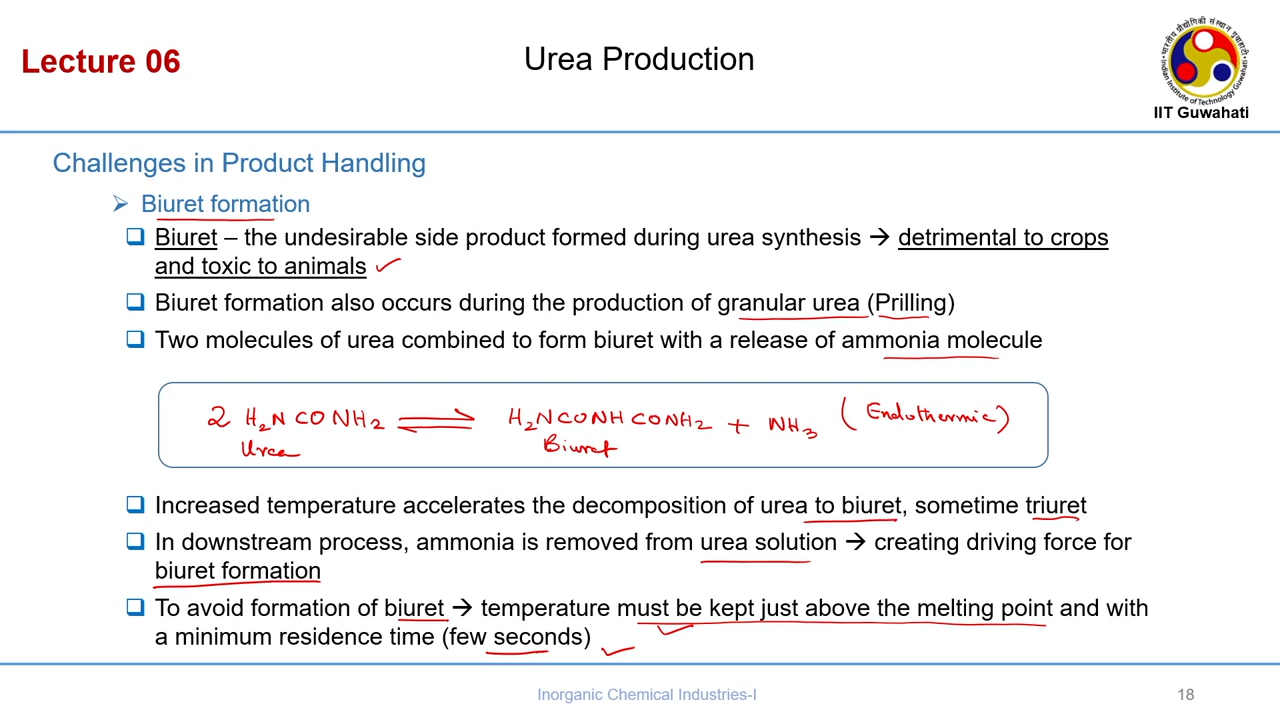 Lecture 06
Urea Production
IIT Guwahati
Challenges in Product Handling
➢ Biuret formation
❑ Biuret – the undesirable side product formed during urea synthesis → detrimental to crops
and toxic to animals ✓
❑ Biuret formation also occurs during the production of granular urea (Prilling)
❑ Two molecules of urea combined to form biuret with a release of ammonia molecule
2 H₂NCONH₂ ⇌ H₂NCONHCONH₂ + NH₃ (Endothermic)
Urea Biuret
❑ Increased temperature accelerates the decomposition of urea to biuret, sometime triuret
❑ In downstream process, ammonia is removed from urea solution → creating driving force for
biuret formation
❑ To avoid formation of biuret → temperature must be kept just above the melting point and with
a minimum residence time (few seconds) ✓
Inorganic Chemical Industries-I
18